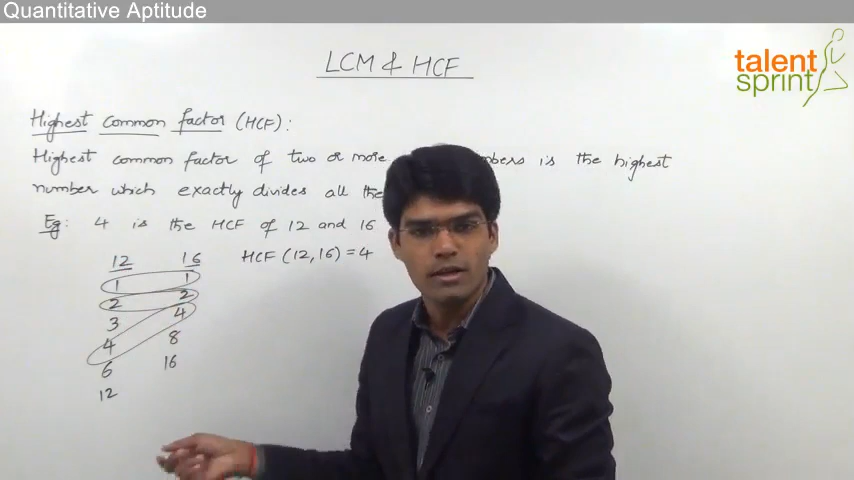 Quantitative Aptitude
talent
sprint
LCM & HCF
Highest common factor (HCF):
Highest common factor of two or more is the highest
number which exactly divides all the
Eg: 4 is the HCF of 12 and 16
12 16 HCF (12, 16) = 4
1 1
2 2
3 4
4 8
6 16
12